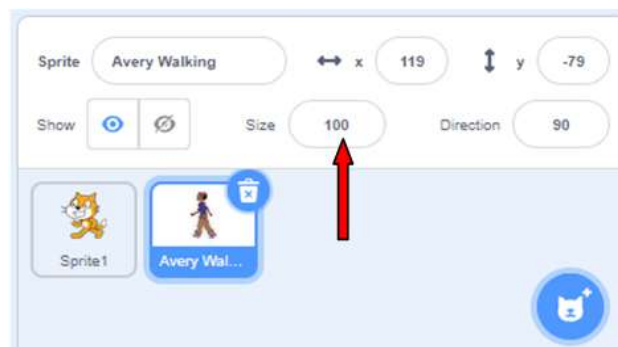 Sprite Avery Walking x 119 y -79
Show Size 100 Direction 90
Sprite1 Avery Wal...